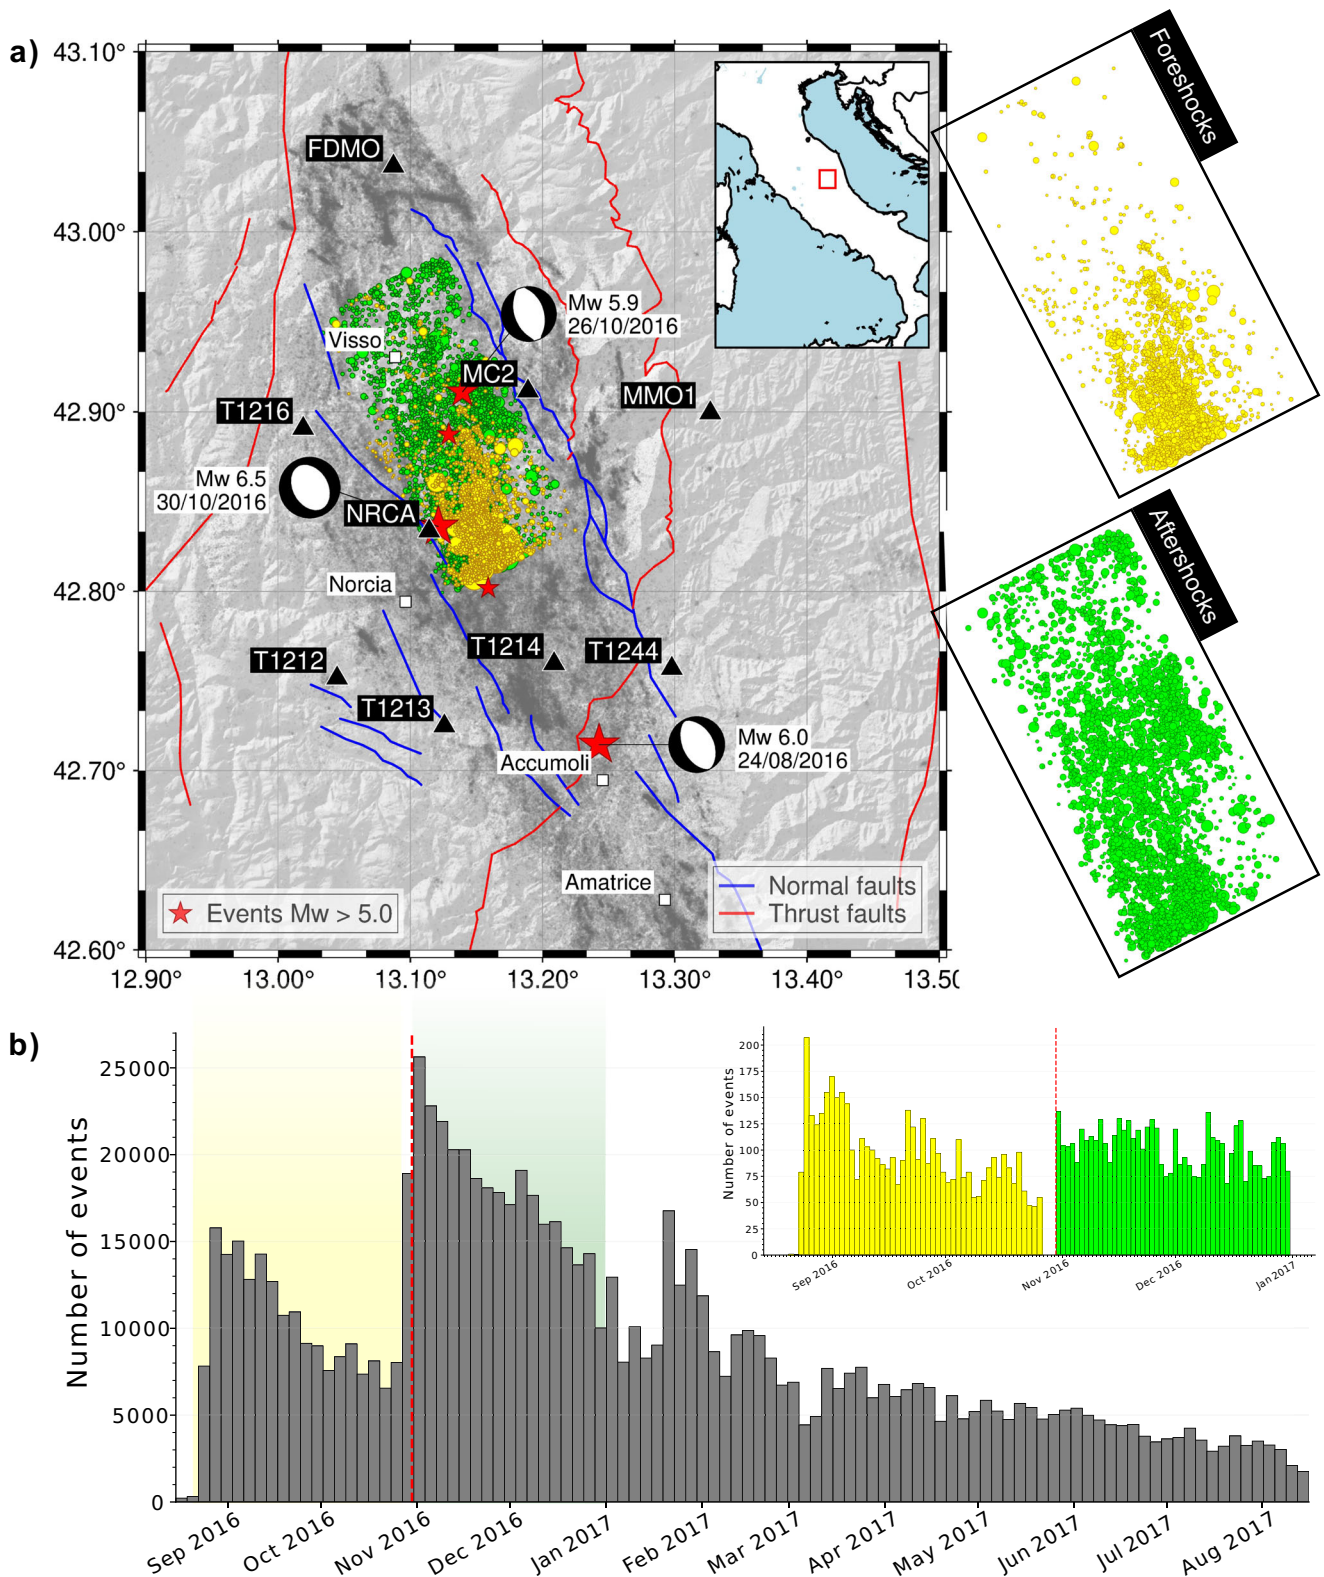 a)
43.10°
43.00°
42.90°
42.80°
42.70°
42.60°
12.90°
13.00°
13.10°
13.20°
13.30°
13.40°
13.50
FDMO
Mw 5.9
26/10/2016
Visso
MC2
MMO1
T1216
Mw 6.5
30/10/2016
NRCA
Norcia
T1214
T1244
T1212
T1213
Mw 6.0
24/08/2016
Accumoli
Amatrice
Events Mw > 5.0
Normal faults
Thrust faults
Foreshocks
Aftershocks
b)
Number of events
25000
20000
15000
10000
5000
0
Sep 2016
Oct 2016
Nov 2016
Dec 2016
Jan 2017
Feb 2017
Mar 2017
Apr 2017
May 2017
Jun 2017
Jul 2017
Aug 2017
Number of events
200
175
150
125
100
75
50
25
0
Sep 2016
Oct 2016
Nov 2016
Dec 2016
Jan 2017